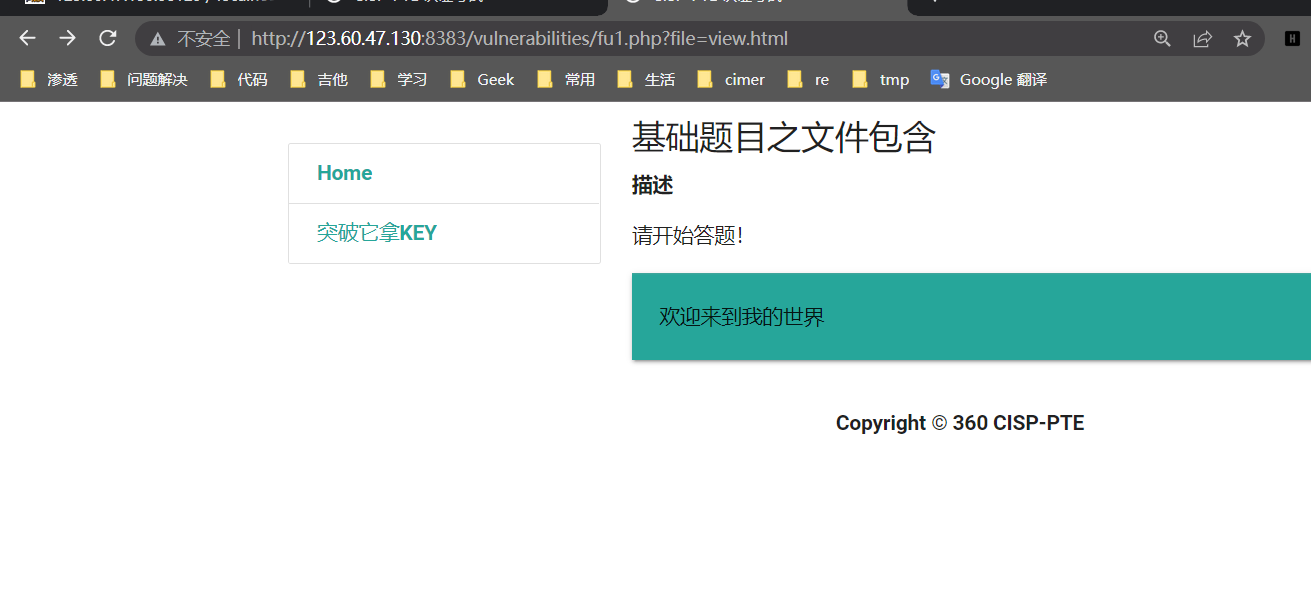 不安全 | http://123.60.47.130:8383/vulnerabilities/fu1.php?file=view.html
渗透 问题解决 代码 吉他 学习 Geek 常用 生活 cimer re tmp Google 翻译
基础题目之文件包含
Home
描述
突破它拿KEY
请开始答题！
欢迎来到我的世界
Copyright © 360 CISP-PTE